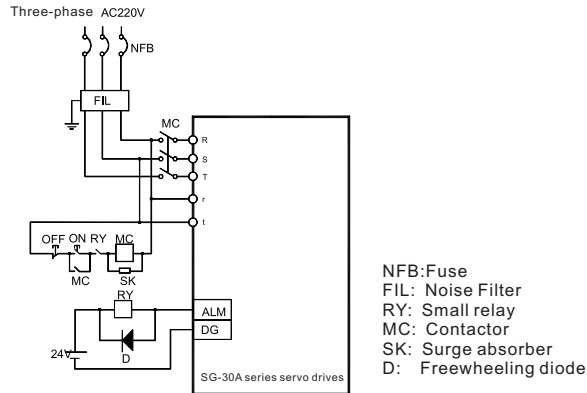 Three-phase AC220V
NFB
FIL
MC
R
S
T
r
t
OFF ON RY MC
MC SK
RY
ALM
DG
24V
D
SG-30A series servo drives
NFB:Fuse
FIL: Noise Filter
RY: Small relay
MC: Contactor
SK: Surge absorber
D: Freewheeling diode